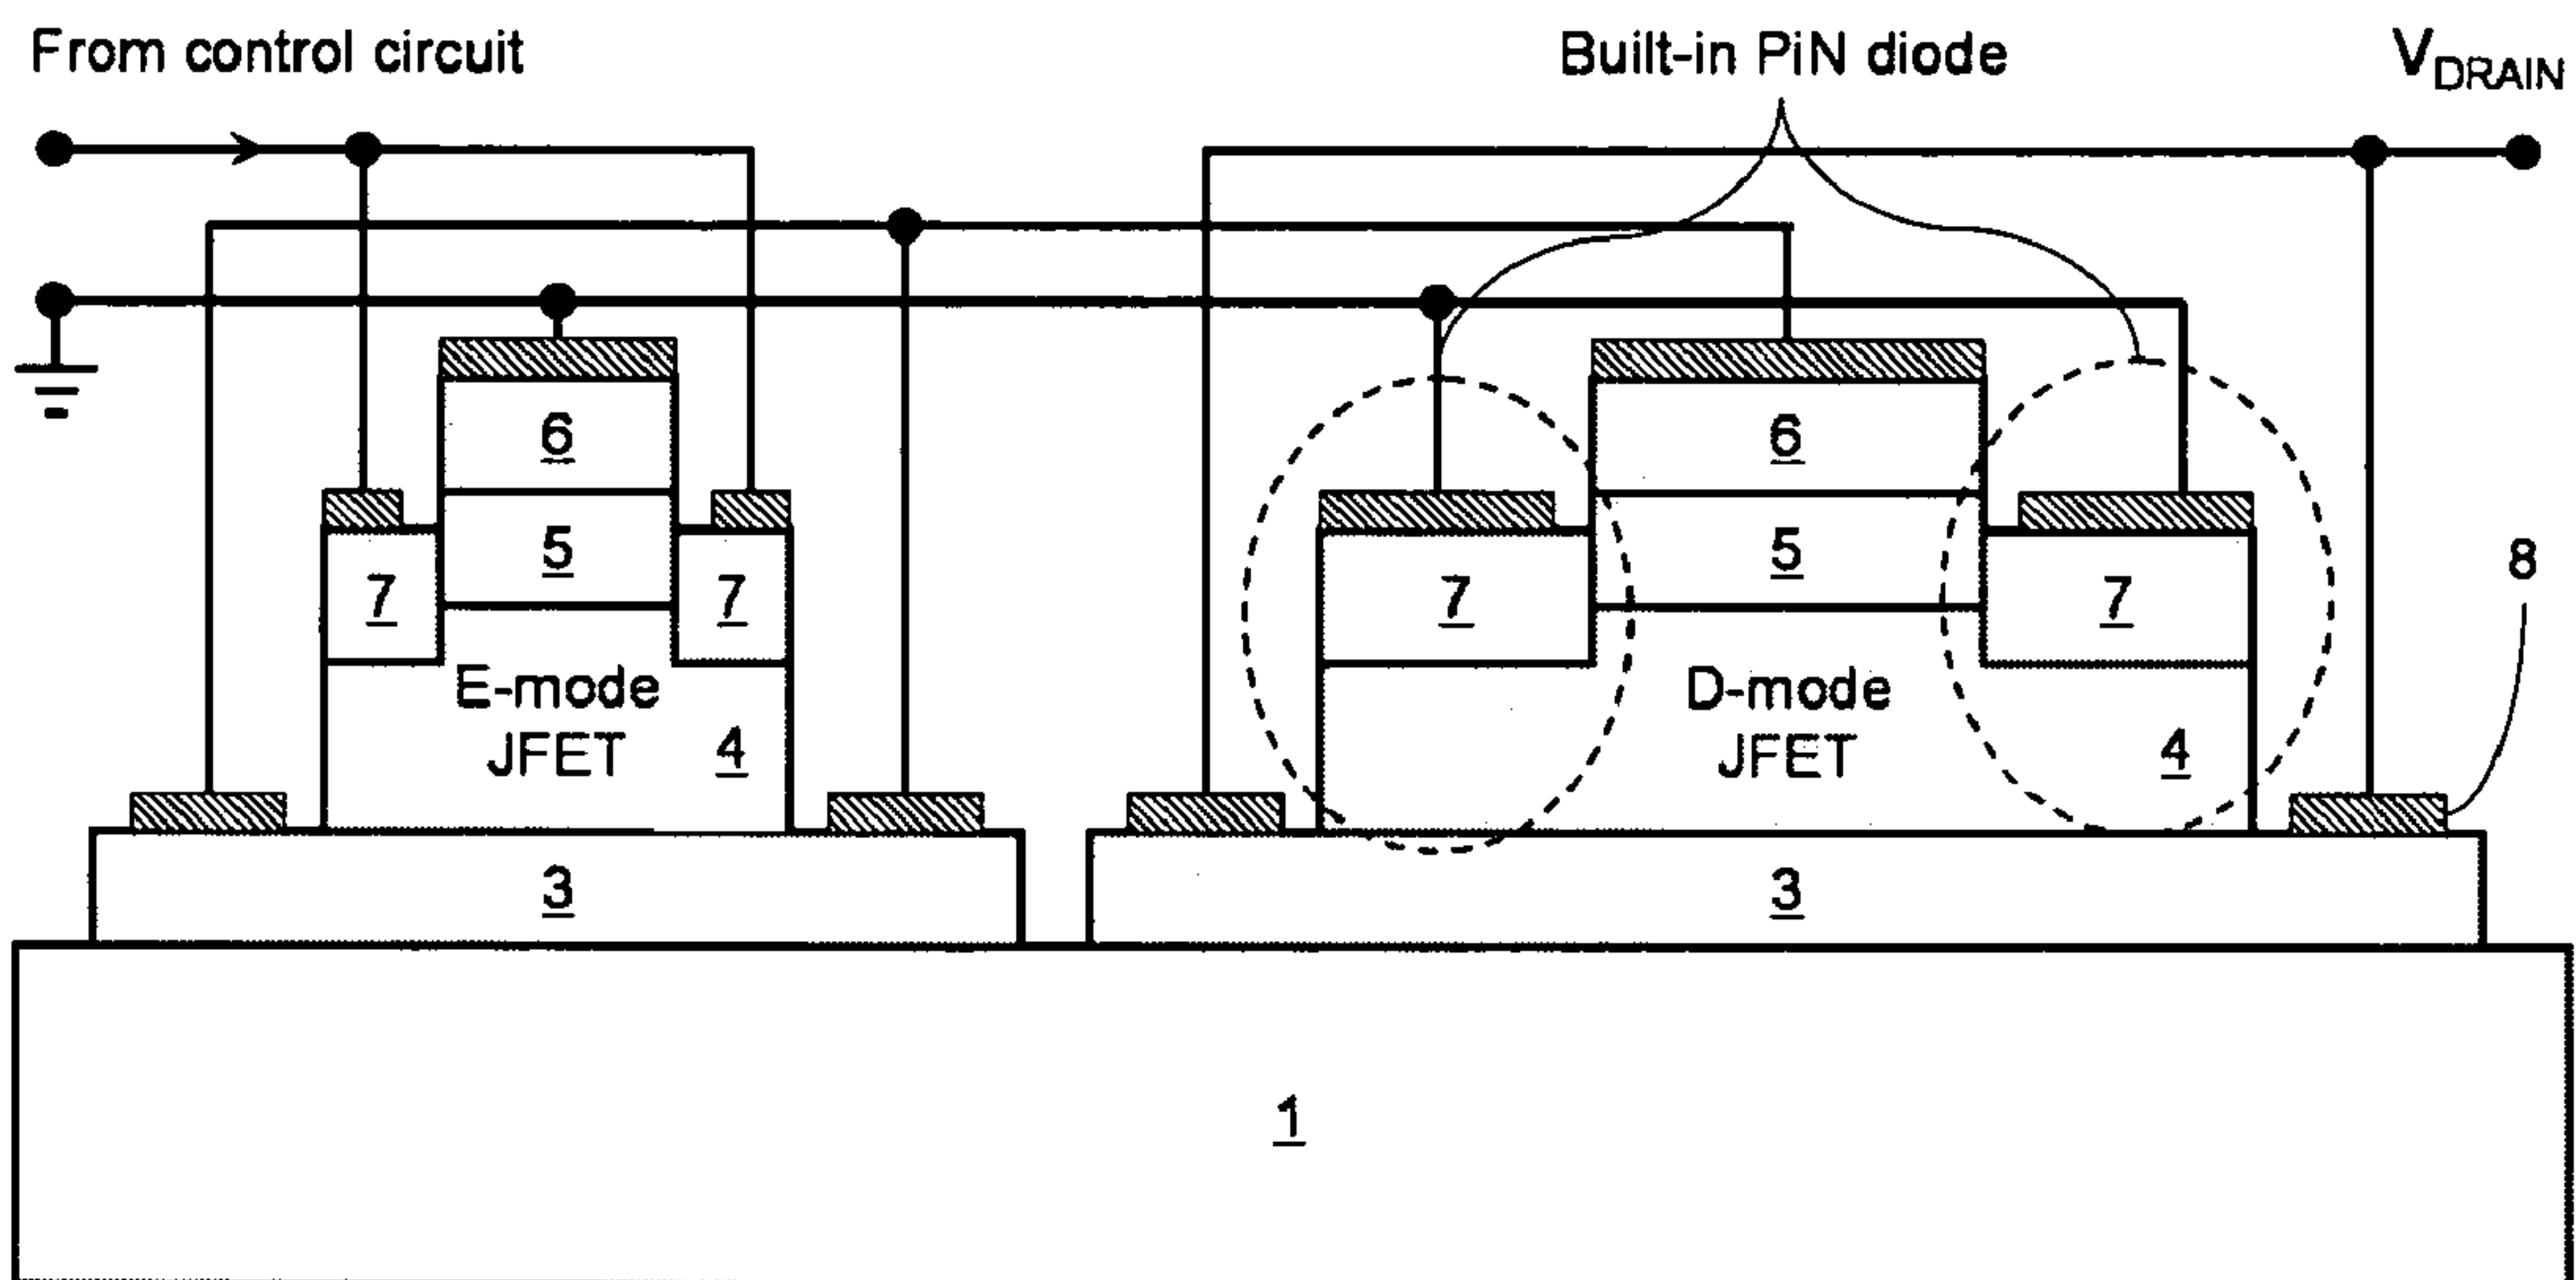 From control circuit
Built-in PiN diode
VDRAIN
6
6
5
5
7
7
7
7
8
E-mode
JFET
4
D-mode
JFET
4
3
3
1